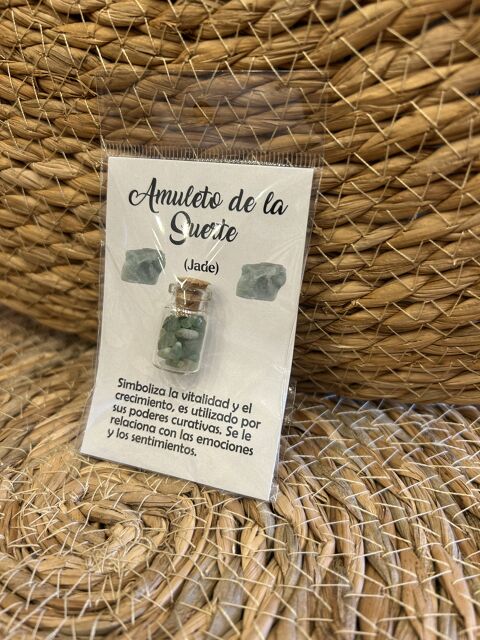 Amuleto de la
Suerte
(Jade)
Simboliza la vitalidad y el
crecimiento, es utilizado por
sus poderes curativas. Se le
relaciona con las emociones
y los sentimientos.